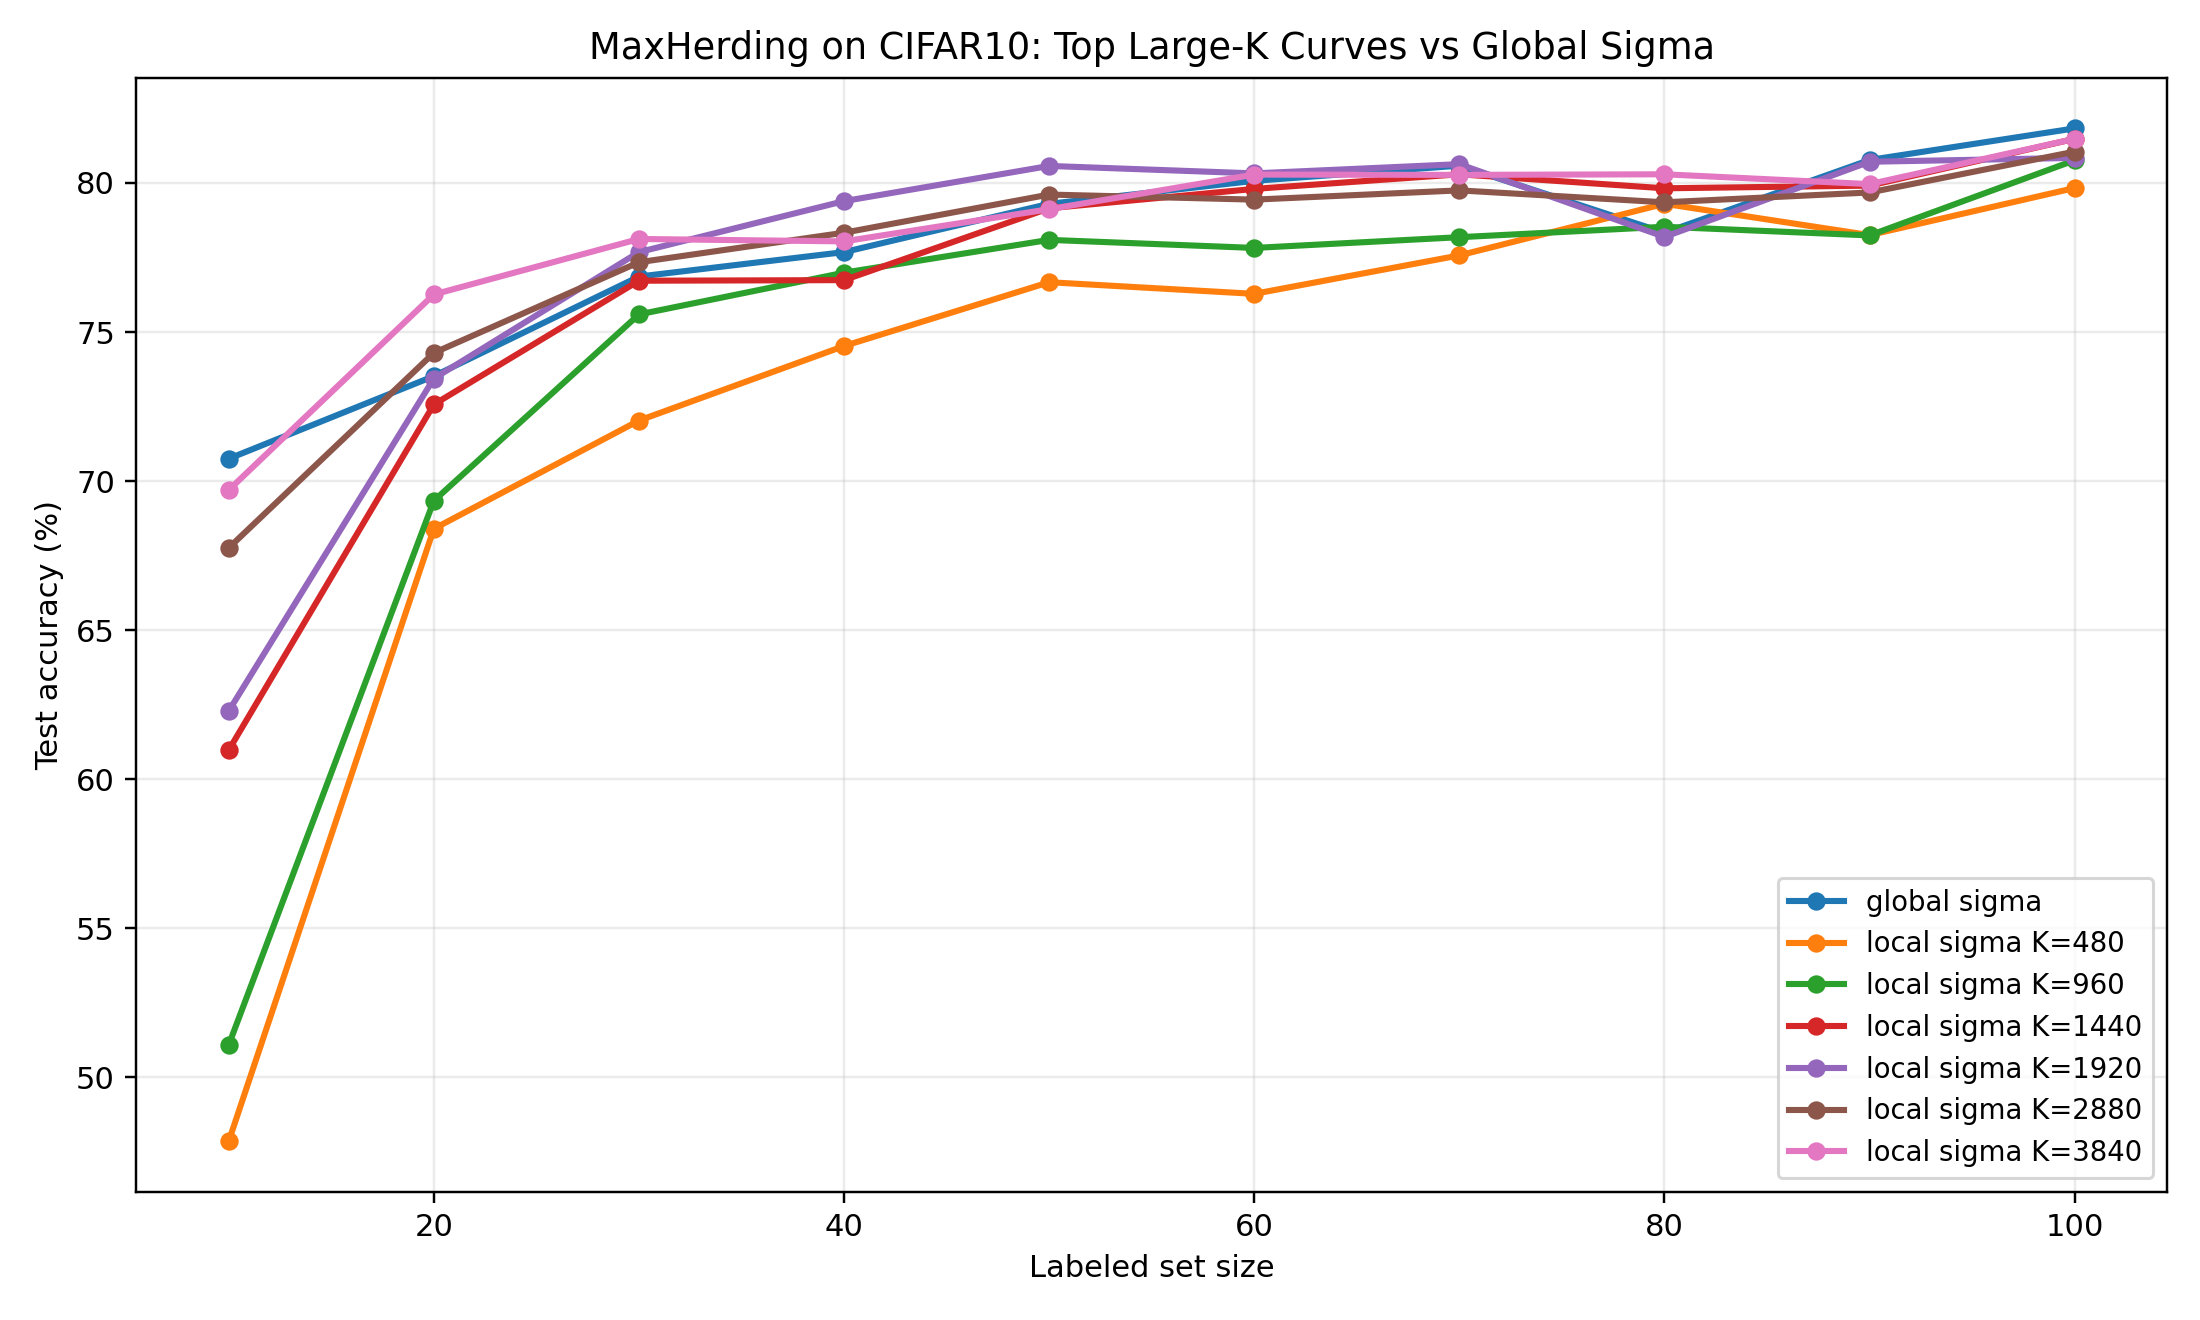 MaxHerding on CIFAR10: Top Large-K Curves vs Global Sigma
Test accuracy (%)
80
75
70
65
60
55
50
20
40
60
80
100
Labeled set size
global sigma
local sigma K=480
local sigma K=960
local sigma K=1440
local sigma K=1920
local sigma K=2880
local sigma K=3840